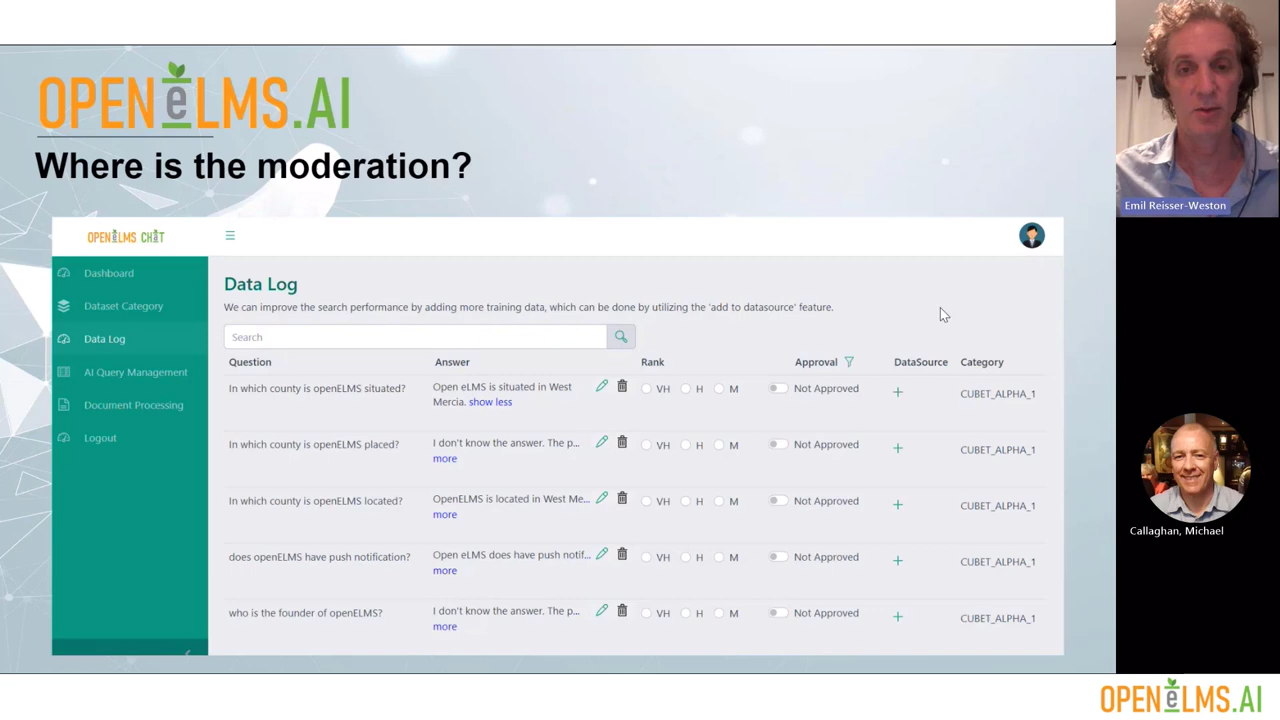 OPENeLMS.AI
Where is the moderation?
OPENeLMS CHAT
Dashboard
Dataset Category
Data Log
AI Query Management
Document Processing
Logout
Data Log
We can improve the search performance by adding more training data, which can be done by utilizing the 'add to datasource' feature.
Search
Question Answer Rank Approval DataSource Category
In which county is openELMS situated? Open eLMS is situated in West VH H M Not Approved + CUBET_ALPHA_1
Mercia. show less
In which county is openELMS placed? I don't know the answer. The p... VH H M Not Approved + CUBET_ALPHA_1
more
In which county is openELMS located? OpenELMS is located in West Me... VH H M Not Approved + CUBET_ALPHA_1
more
does openELMS have push notification? Open eLMS does have push notif... VH H M Not Approved + CUBET_ALPHA_1
more
who is the founder of openELMS? I don't know the answer. The p... VH H M Not Approved + CUBET_ALPHA_1
more
Emil Reisser-Weston
Callaghan, Michael
OPENeLMS.AI